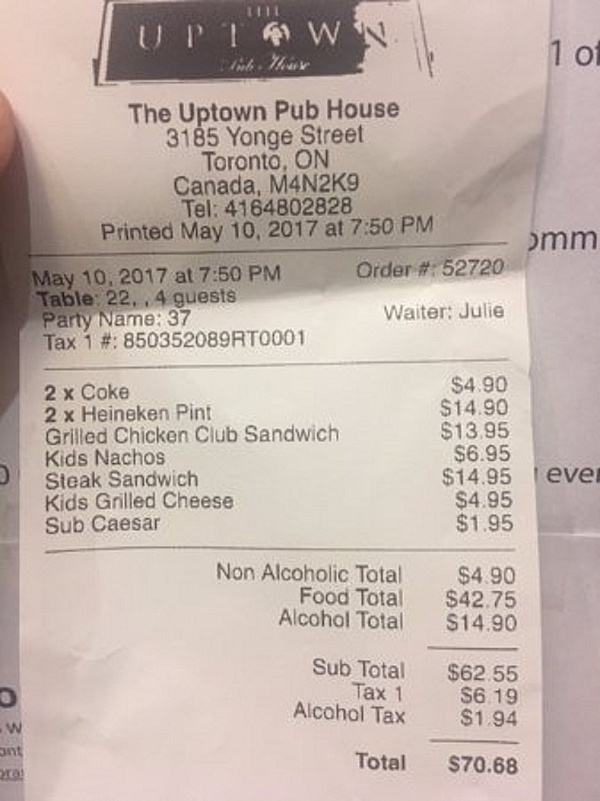 THE
UPTOWN
Pub House
The Uptown Pub House
3185 Yonge Street
Toronto, ON
Canada, M4N2K9
Tel: 4164802828
Printed May 10, 2017 at 7:50 PM
May 10, 2017 at 7:50 PM Order #: 52720
Table: 22, , 4 guests
Party Name: 37 Waiter: Julie
Tax 1 #: 850352089RT0001
2 x Coke $4.90
2 x Heineken Pint $14.90
Grilled Chicken Club Sandwich $13.95
Kids Nachos $6.95
Steak Sandwich $14.95
Kids Grilled Cheese $4.95
Sub Caesar $1.95
Non Alcoholic Total $4.90
Food Total $42.75
Alcohol Total $14.90
Sub Total $62.55
Tax 1 $6.19
Alcohol Tax $1.94
Total $70.68
1 of
omm
ever